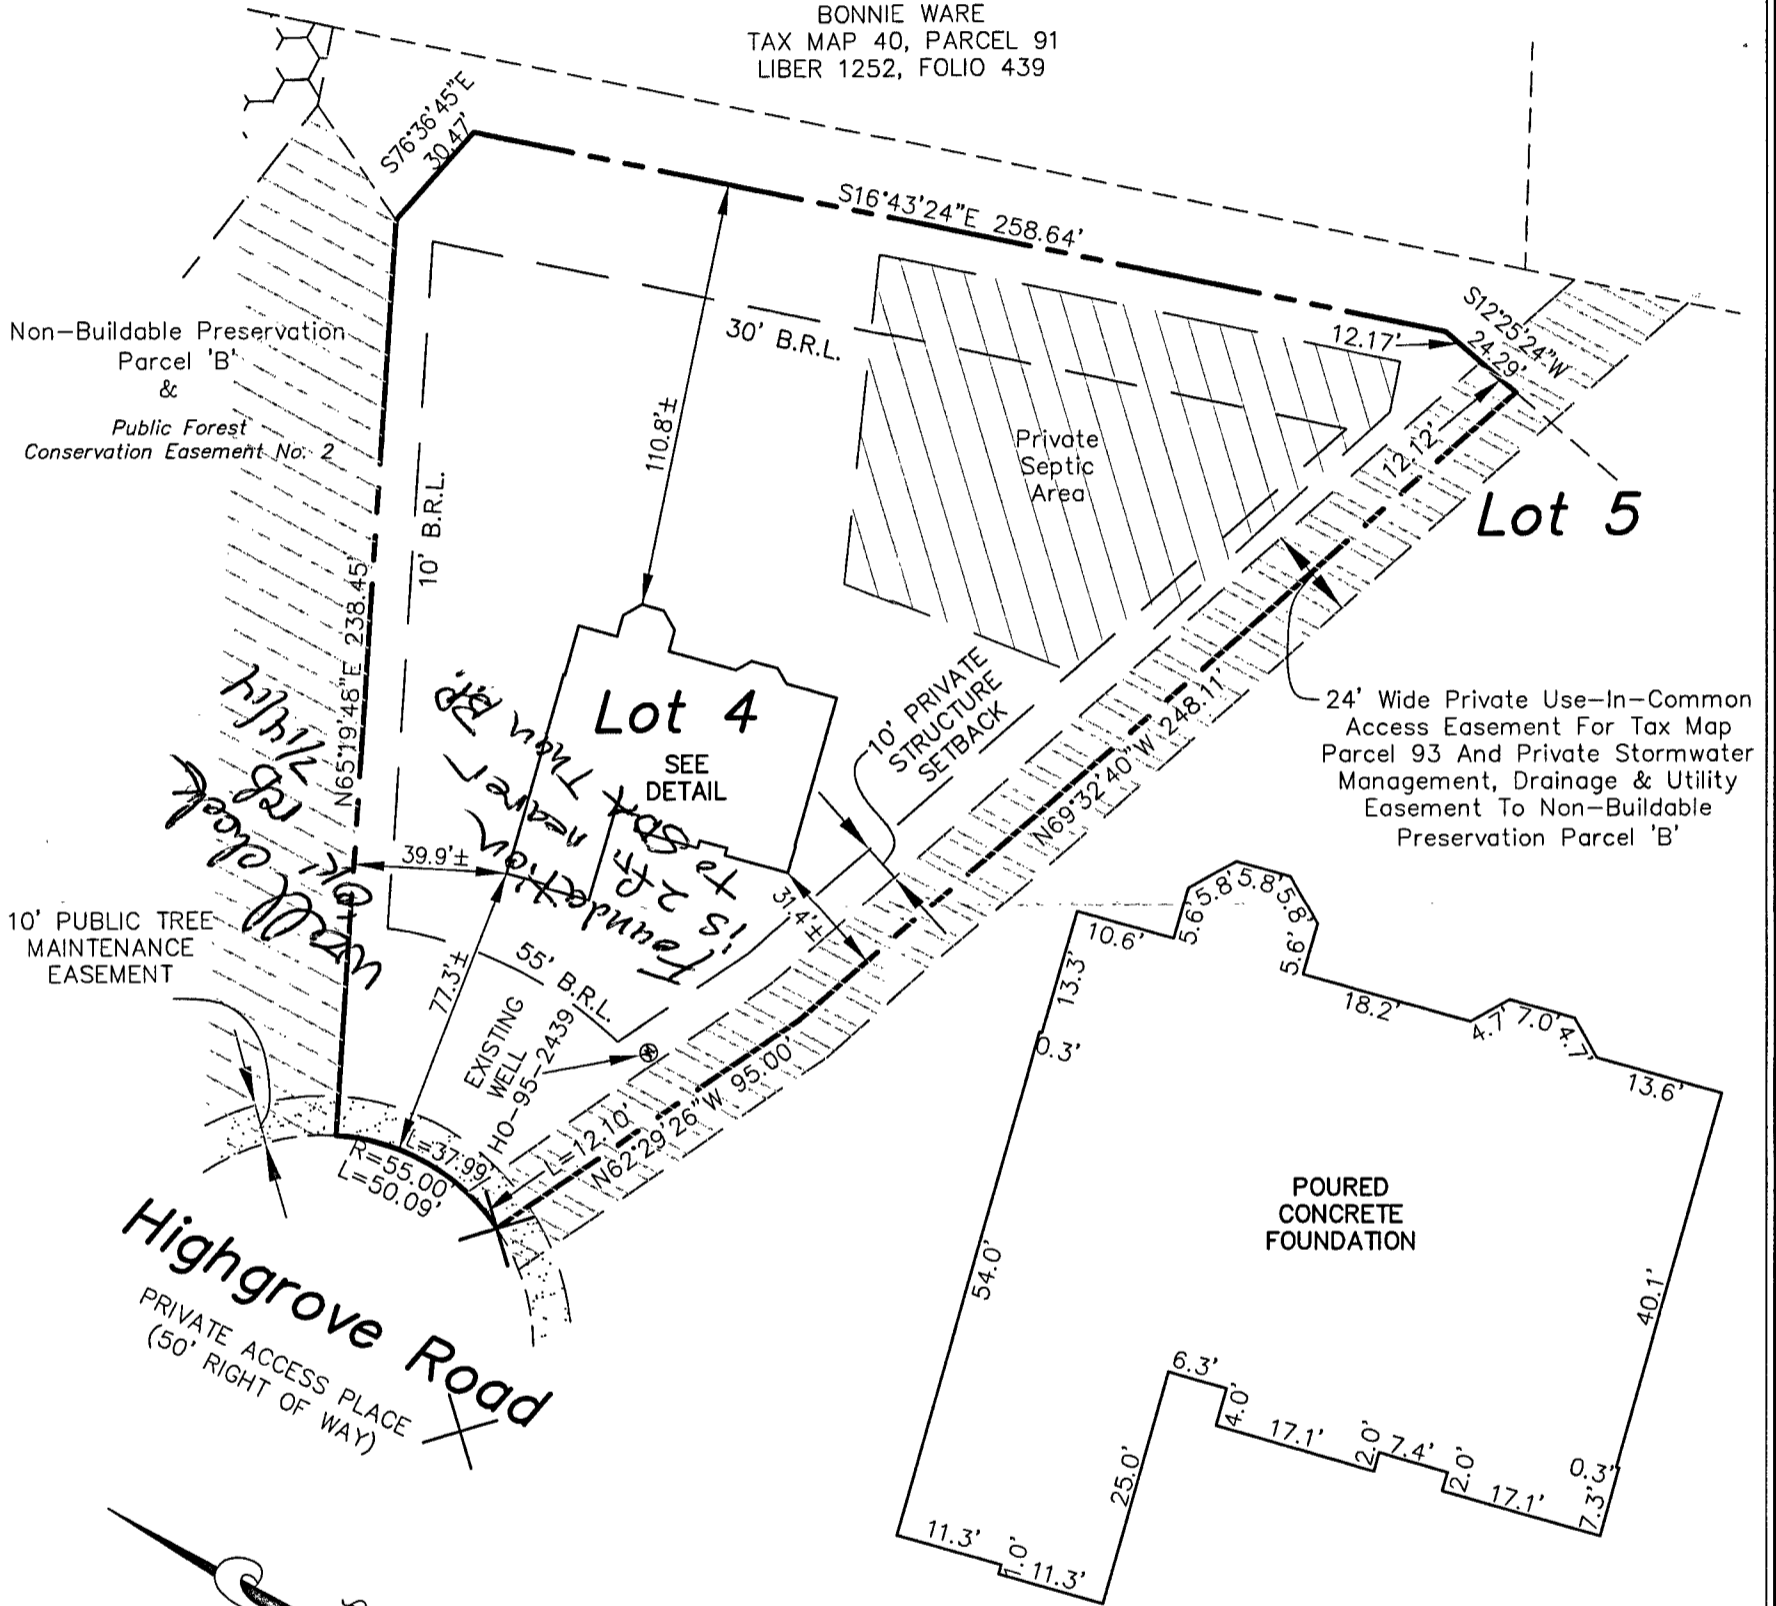 BONNIE WARE
TAX MAP 40, PARCEL 91
LIBER 1252, FOLIO 439
S76°36'45"E
30.47'
S16°43'24"E 258.64'
S12°25'24"W
24.29'
12.17'
12.12'
30' B.R.L.
Non-Buildable Preservation
Parcel 'B'
&
Public Forest
Conservation Easement No. 2
110.8'±
10' B.R.L.
Private
Septic
Area
Lot 5
N65°19'48"E 238.45'
Lot 4
SEE
DETAIL
10' PRIVATE
STRUCTURE
SETBACK
N69°32'40"W 248.11'
24' Wide Private Use-In-Common
Access Easement For Tax Map
Parcel 93 And Private Stormwater
Management, Drainage & Utility
Easement To Non-Buildable
Preservation Parcel 'B'
Well check
OK
7/14/14
Foundation
is 2 ft. nearer
to
Than B.P.
39.9'±
31.4'±
77.3'±
55' B.R.L.
10' PUBLIC TREE
MAINTENANCE
EASEMENT
EXISTING
WELL
HO-95-2439
L=37.99'
R=55.00'
L=50.09'
L=12.10'
N62°29'26"W 95.00'
Highgrove Road
PRIVATE ACCESS PLACE
(50' RIGHT OF WAY)
10.6'
5.6'
5.8'
5.8'
5.8'
5.6'
13.3'
0.3'
18.2'
4.7'
7.0'
4.7'
13.6'
POURED
CONCRETE
FOUNDATION
54.0'
40.1'
6.3'
4.0'
17.1'
2.0'
7.4'
2.0'
17.1'
0.3'
7.3'
25.0'
11.3'
1.0'
11.3'